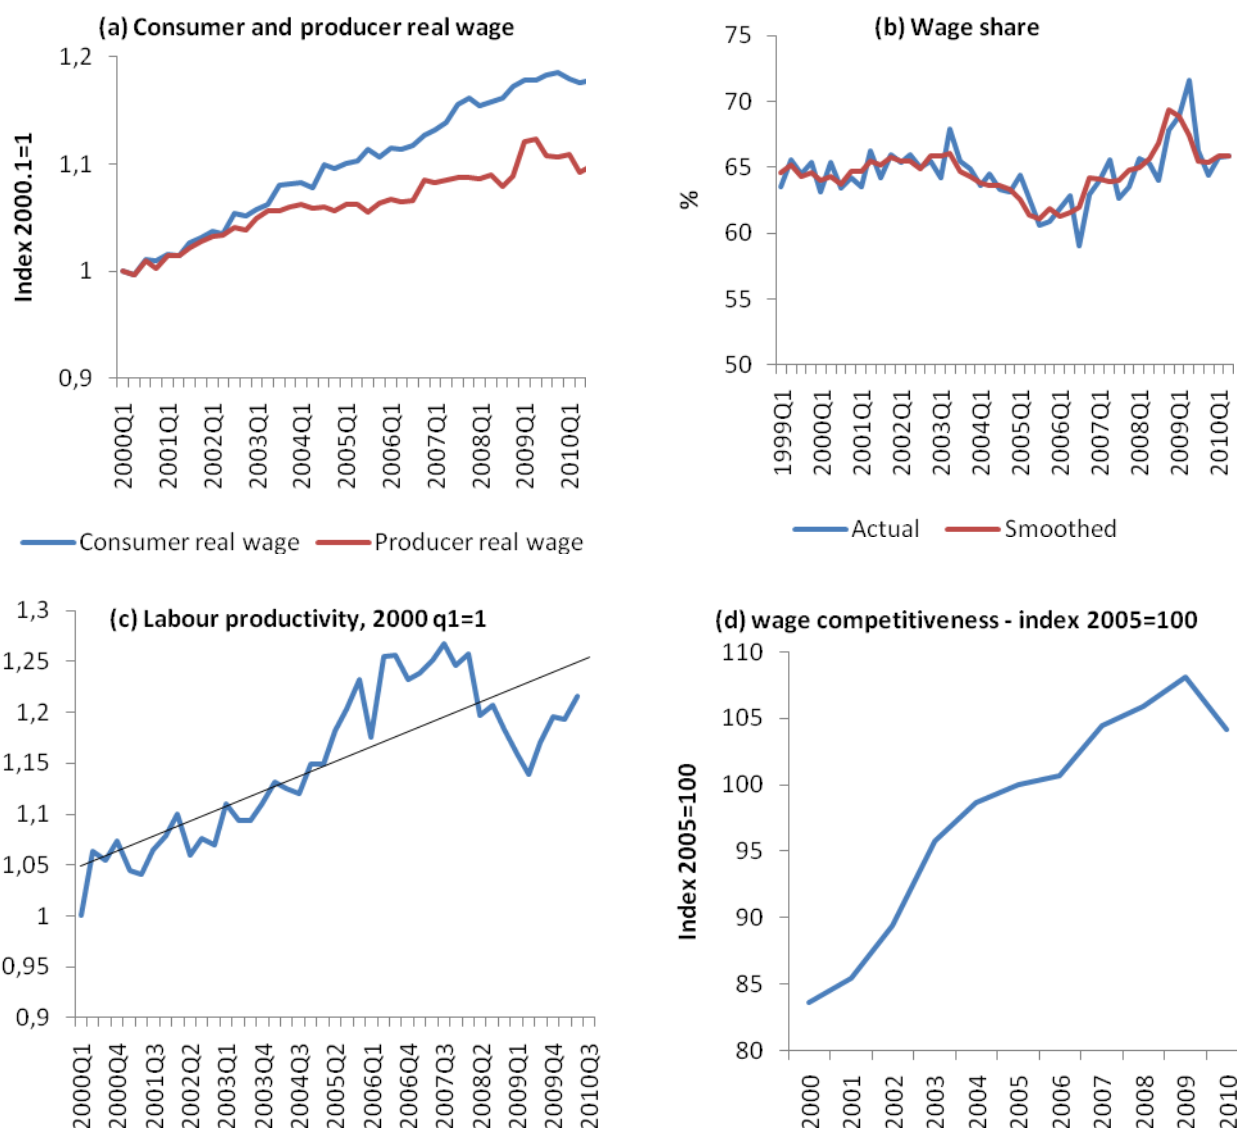 (a) Consumer and producer real wage
1,2
1,1
1
0,9
Index 2000.1=1
2000Q1
2001Q1
2002Q1
2003Q1
2004Q1
2005Q1
2006Q1
2007Q1
2008Q1
2009Q1
2010Q1
Consumer real wage
Producer real wage
(b) Wage share
75
70
65
60
55
50
%
1999Q1
2000Q1
2001Q1
2002Q1
2003Q1
2004Q1
2005Q1
2006Q1
2007Q1
2008Q1
2009Q1
2010Q1
Actual
Smoothed
(c) Labour productivity, 2000 q1=1
1,3
1,25
1,2
1,15
1,1
1,05
1
0,95
0,9
2000Q1
2000Q4
2001Q3
2002Q2
2003Q1
2003Q4
2004Q3
2005Q2
2006Q1
2006Q4
2007Q3
2008Q2
2009Q1
2009Q4
2010Q3
(d) wage competitiveness - index 2005=100
110
105
100
95
90
85
80
Index 2005=100
2000
2001
2002
2003
2004
2005
2006
2007
2008
2009
2010